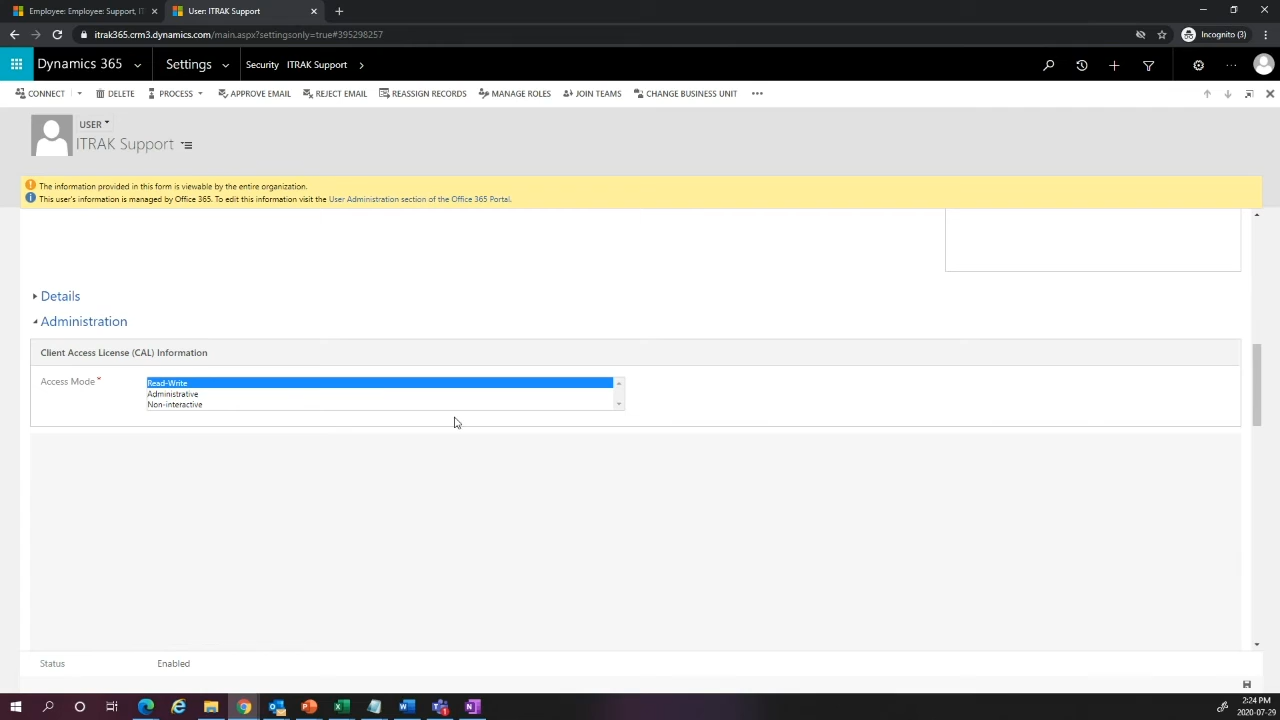 Employee: Employee: Support, IT
User: ITRAK Support
itrak365.crm3.dynamics.com/main.aspx?settingsonly=true#395298257
Incognito (3)
Dynamics 365
Settings
Security
ITRAK Support
CONNECT
DELETE
PROCESS
APPROVE EMAIL
REJECT EMAIL
REASSIGN RECORDS
MANAGE ROLES
JOIN TEAMS
CHANGE BUSINESS UNIT
USER
ITRAK Support
The information provided in this form is viewable by the entire organization.
This user's information is managed by Office 365. To edit this information visit the User Administration section of the Office 365 Portal.
Details
Administration
Client Access License (CAL) Information
Access Mode *
Read-Write
Administrative
Non-interactive
Status
Enabled
2:24 PM
2020-07-29